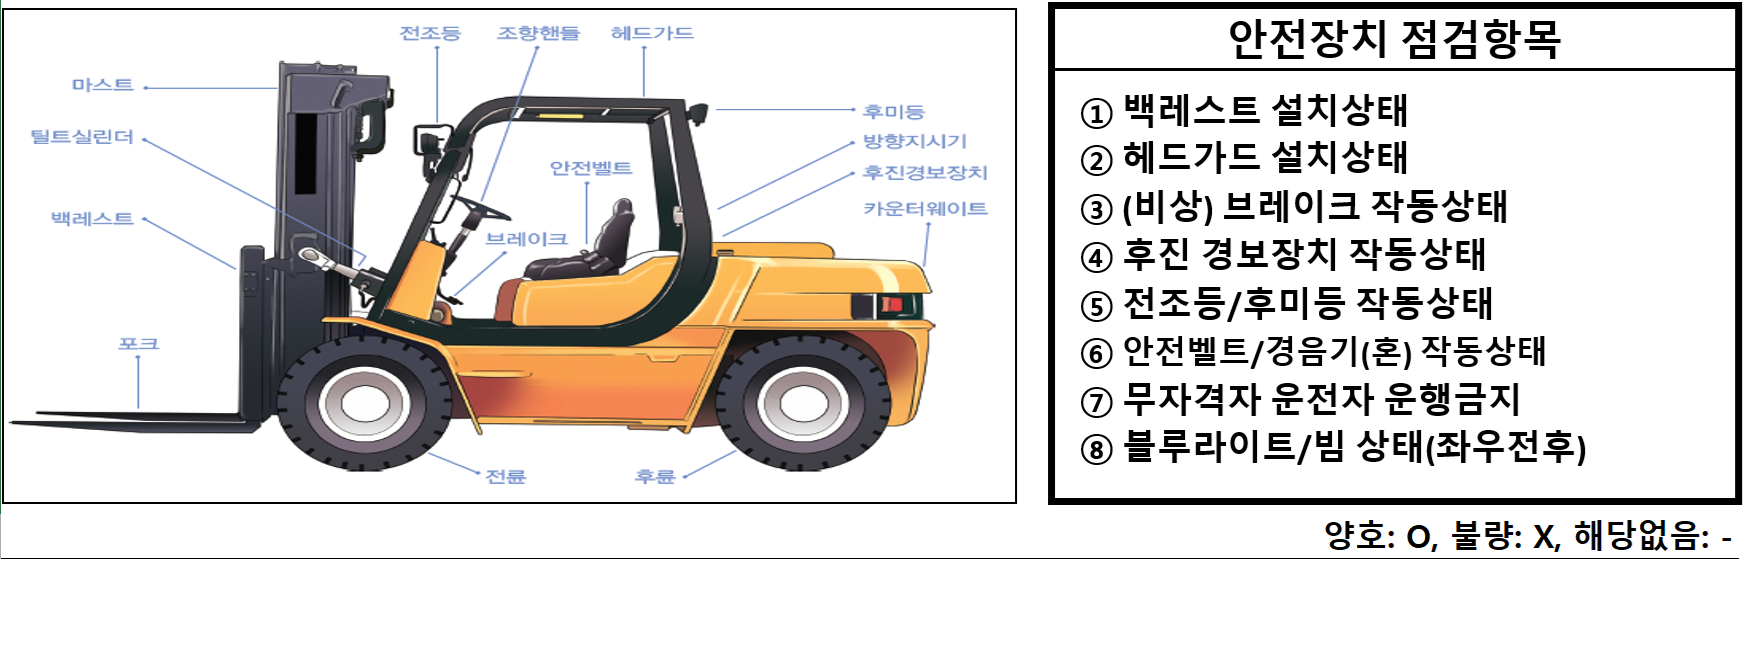 전조등 조향핸들 헤드가드
마스트
후미등
틸트실린더
방향지시기
안전벨트
후진경보장치
카운터웨이트
백레스트
브레이크
포크
전륜
후륜
안전장치 점검항목
① 백레스트 설치상태
② 헤드가드 설치상태
③ (비상) 브레이크 작동상태
④ 후진 경보장치 작동상태
⑤ 전조등/후미등 작동상태
⑥ 안전벨트/경음기(혼) 작동상태
⑦ 무자격자 운전자 운행금지
⑧ 블루라이트/빔 상태(좌우전후)
양호: O, 불량: X, 해당없음: -